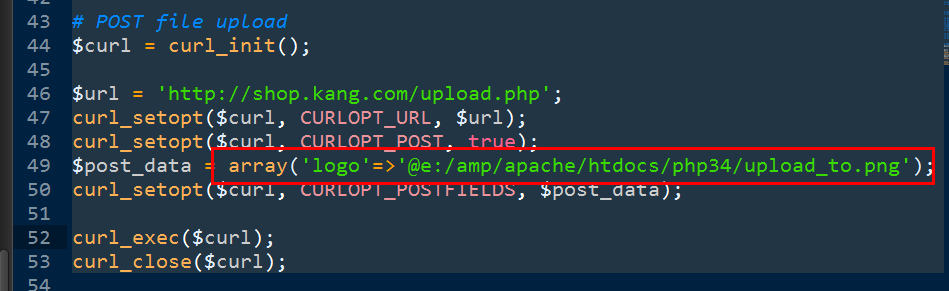 43 # POST file upload
44 $curl = curl_init();
45
46 $url = 'http://shop.kang.com/upload.php';
47 curl_setopt($curl, CURLOPT_URL, $url);
48 curl_setopt($curl, CURLOPT_POST, true);
49 $post_data = array('logo'=>'@e:/amp/apache/htdocs/php34/upload_to.png');
50 curl_setopt($curl, CURLOPT_POSTFIELDS, $post_data);
51
52 curl_exec($curl);
53 curl_close($curl);
54